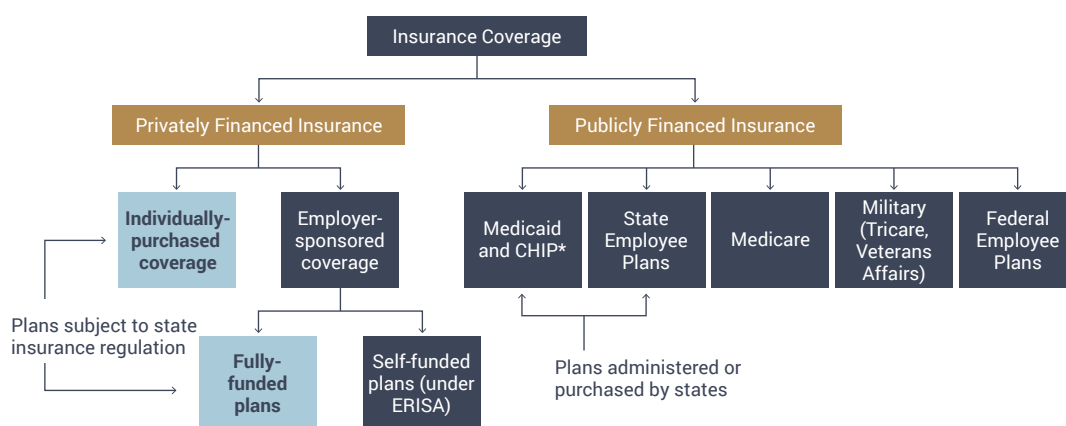 Insurance Coverage
Privately Financed Insurance
Publicly Financed Insurance
Individually-
purchased
coverage
Employer-
sponsored
coverage
Medicaid
and CHIP*
State
Employee
Plans
Medicare
Military
(Tricare,
Veterans
Affairs)
Federal
Employee
Plans
Plans subject to state
insurance regulation
Fully-
funded
plans
Self-funded
plans (under
ERISA)
Plans administered or
purchased by states